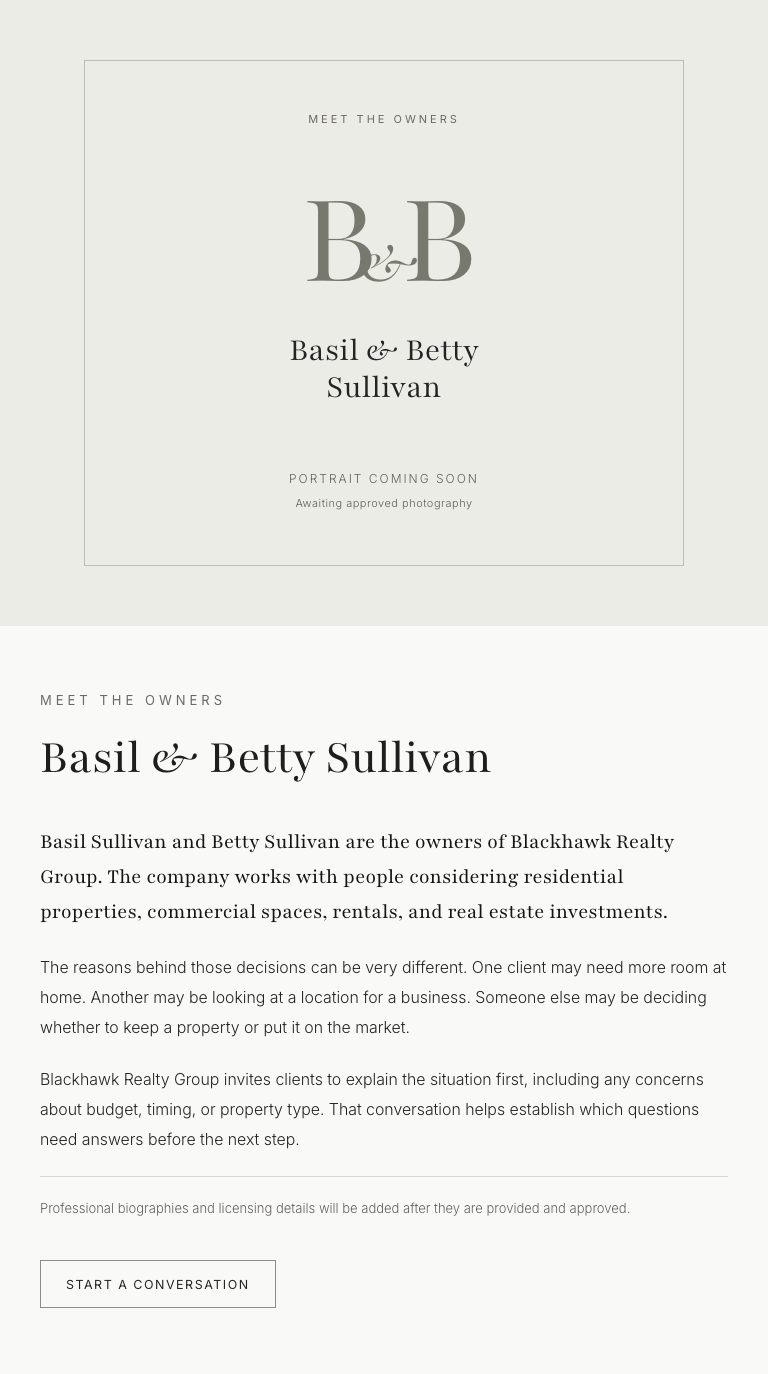 MEET THE OWNERS
B&B
Basil & Betty
Sullivan
PORTRAIT COMING SOON
Awaiting approved photography
MEET THE OWNERS
Basil & Betty Sullivan
Basil Sullivan and Betty Sullivan are the owners of Blackhawk Realty
Group. The company works with people considering residential
properties, commercial spaces, rentals, and real estate investments.
The reasons behind those decisions can be very different. One client may need more room at
home. Another may be looking at a location for a business. Someone else may be deciding
whether to keep a property or put it on the market.
Blackhawk Realty Group invites clients to explain the situation first, including any concerns
about budget, timing, or property type. That conversation helps establish which questions
need answers before the next step.
Professional biographies and licensing details will be added after they are provided and approved.
START A CONVERSATION